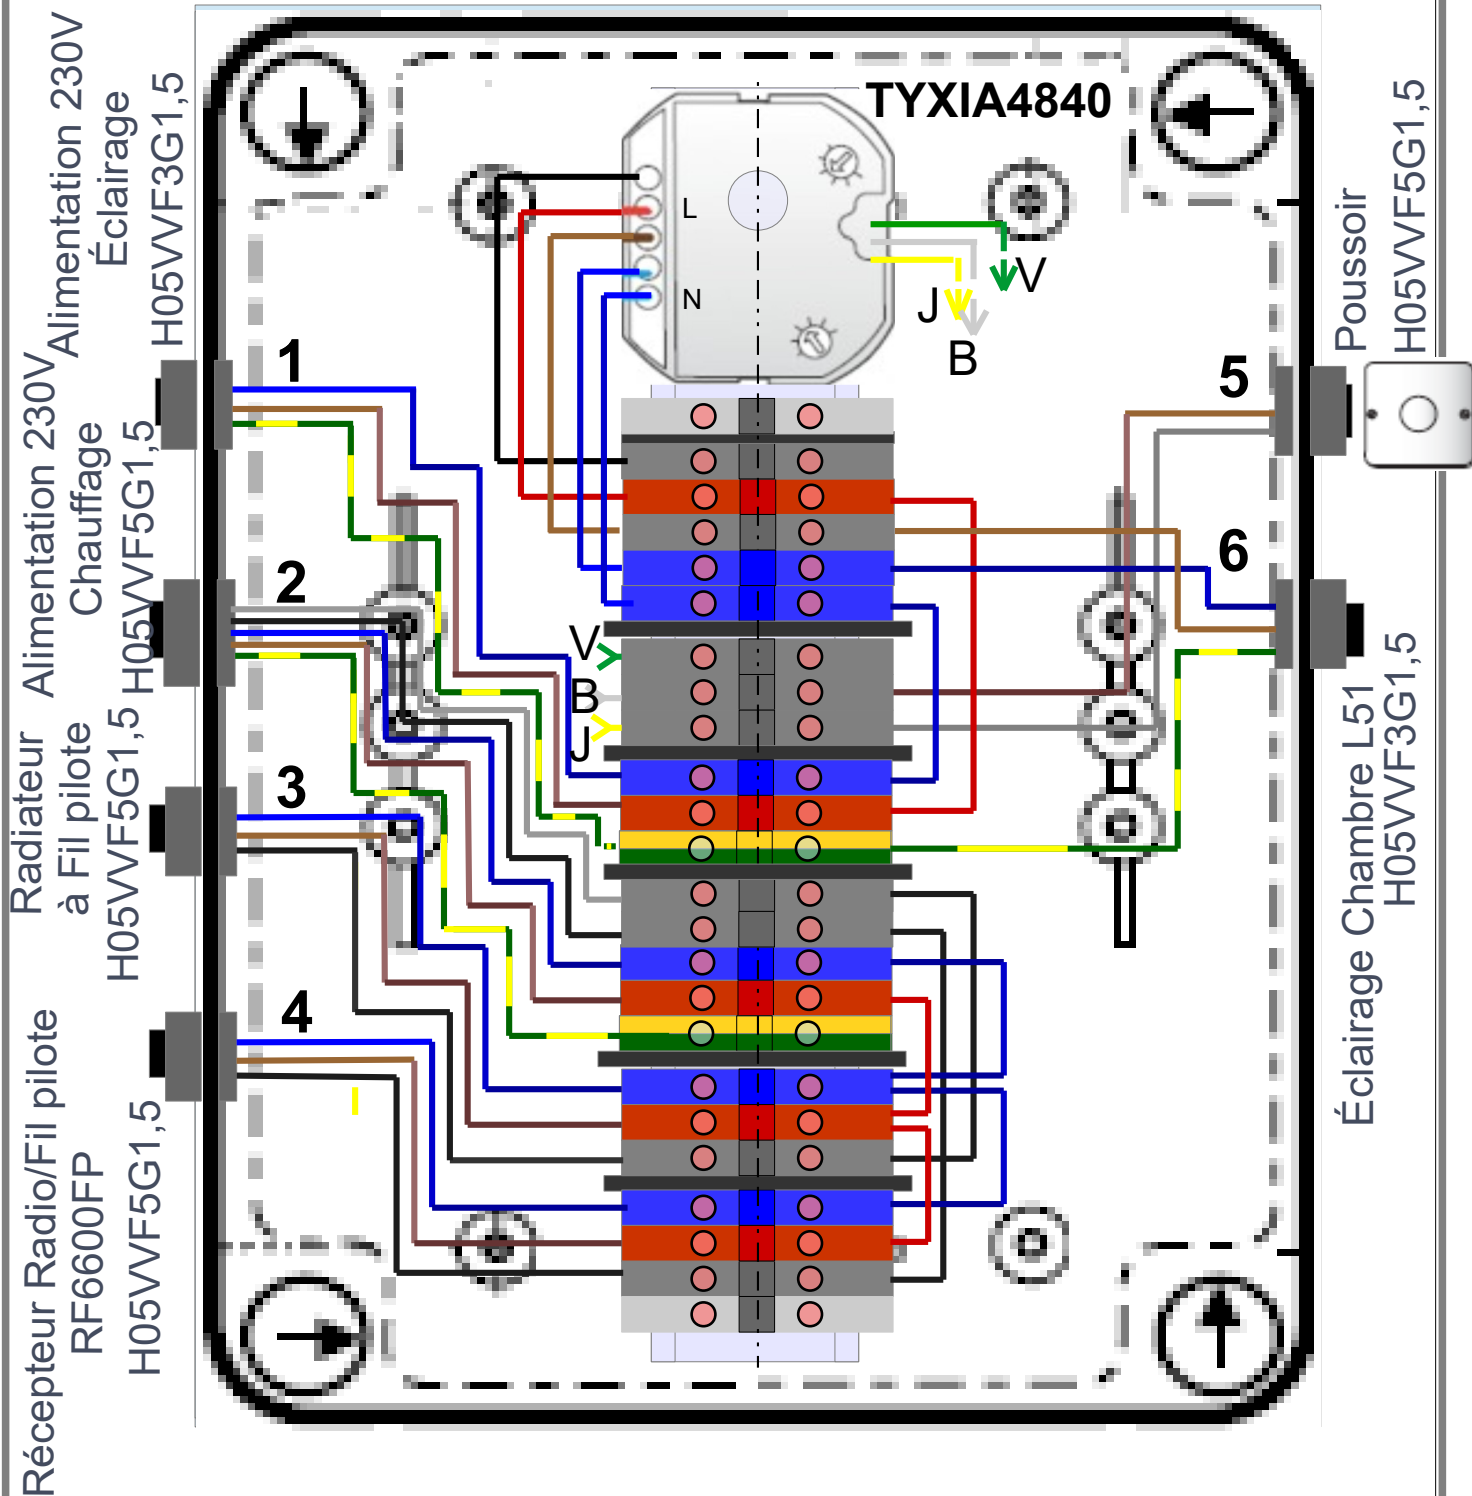 TYXIA4840
L
N
V
J
B
Alimentation 230V
Éclairage
H05VVF3G1,5
1
Alimentation 230V
Chauffage
H05VVF5G1,5
2
Radiateur
à Fil pilote
H05VVF5G1,5
3
Récepteur Radio/Fil pilote
RF6600FP
H05VVF5G1,5
4
V
B
J
Poussoir
H05VVF5G1,5
5
6
Éclairage Chambre L51
H05VVF3G1,5